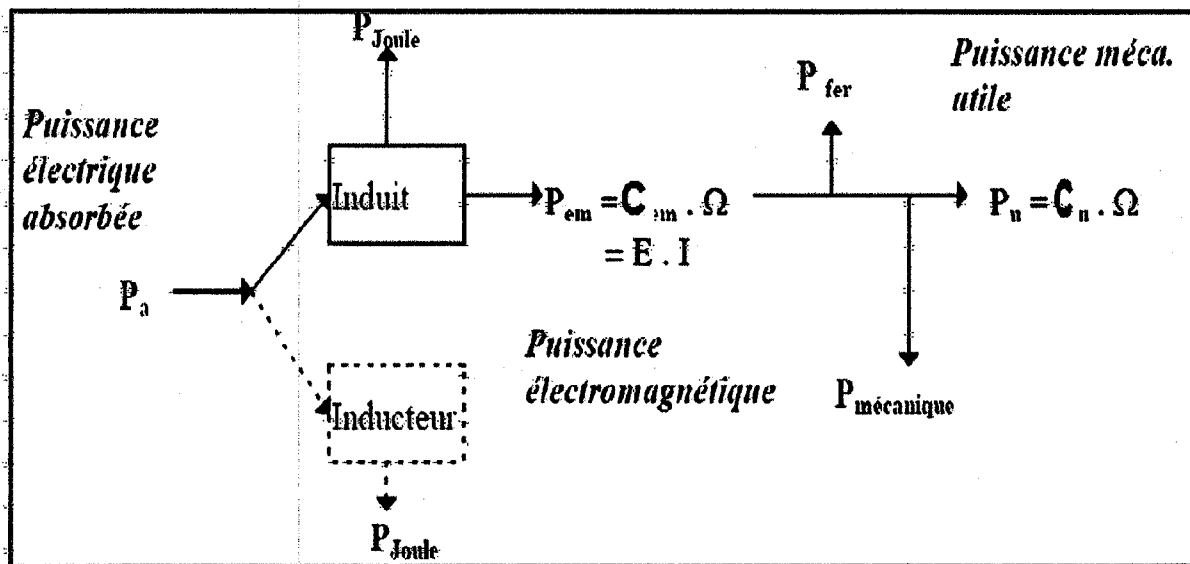 P Joule
Puissance méca.
utile
P fer
Puissance
électrique
absorbée
Induit
P em = C em . Ω
= E . I
P u = C u . Ω
P a
Puissance
électromagnétique
P mécanique
Inducteur
P Joule